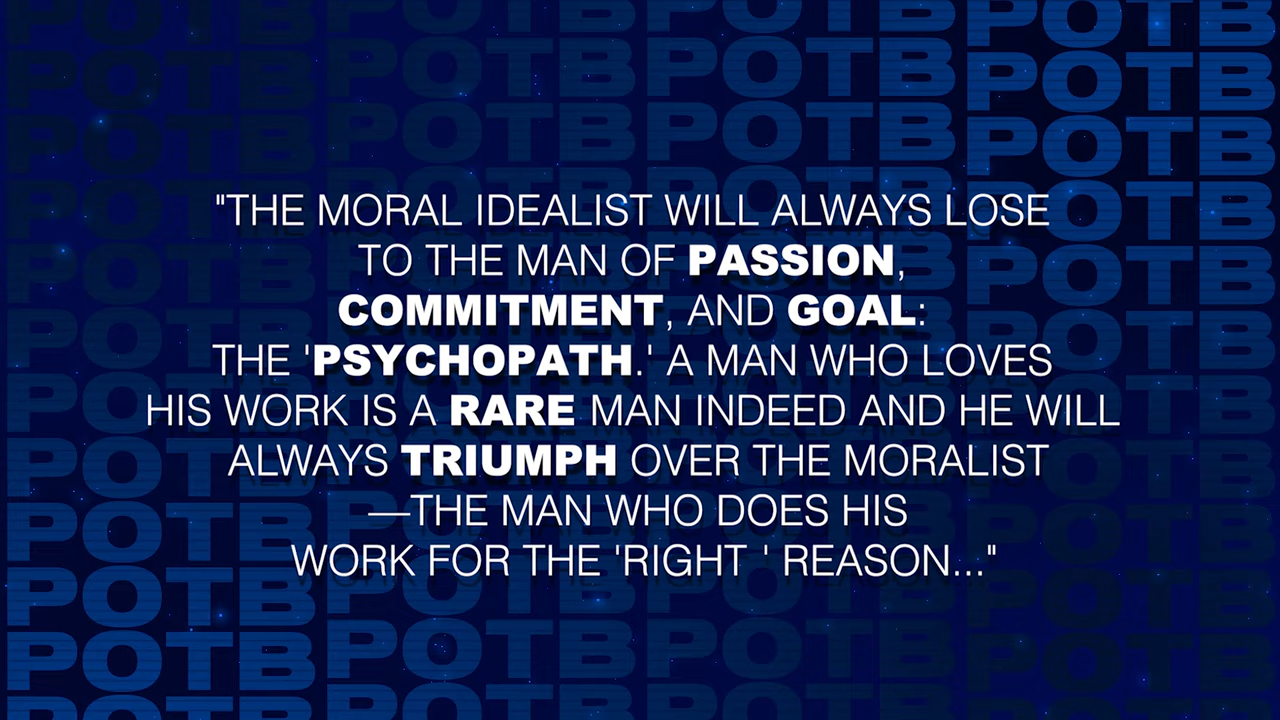 "THE MORAL IDEALIST WILL ALWAYS LOSE
TO THE MAN OF PASSION,
COMMITMENT, AND GOAL:
THE 'PSYCHOPATH.' A MAN WHO LOVES
HIS WORK IS A RARE MAN INDEED AND HE WILL
ALWAYS TRIUMPH OVER THE MORALIST
—THE MAN WHO DOES HIS
WORK FOR THE 'RIGHT ' REASON..."
POTB